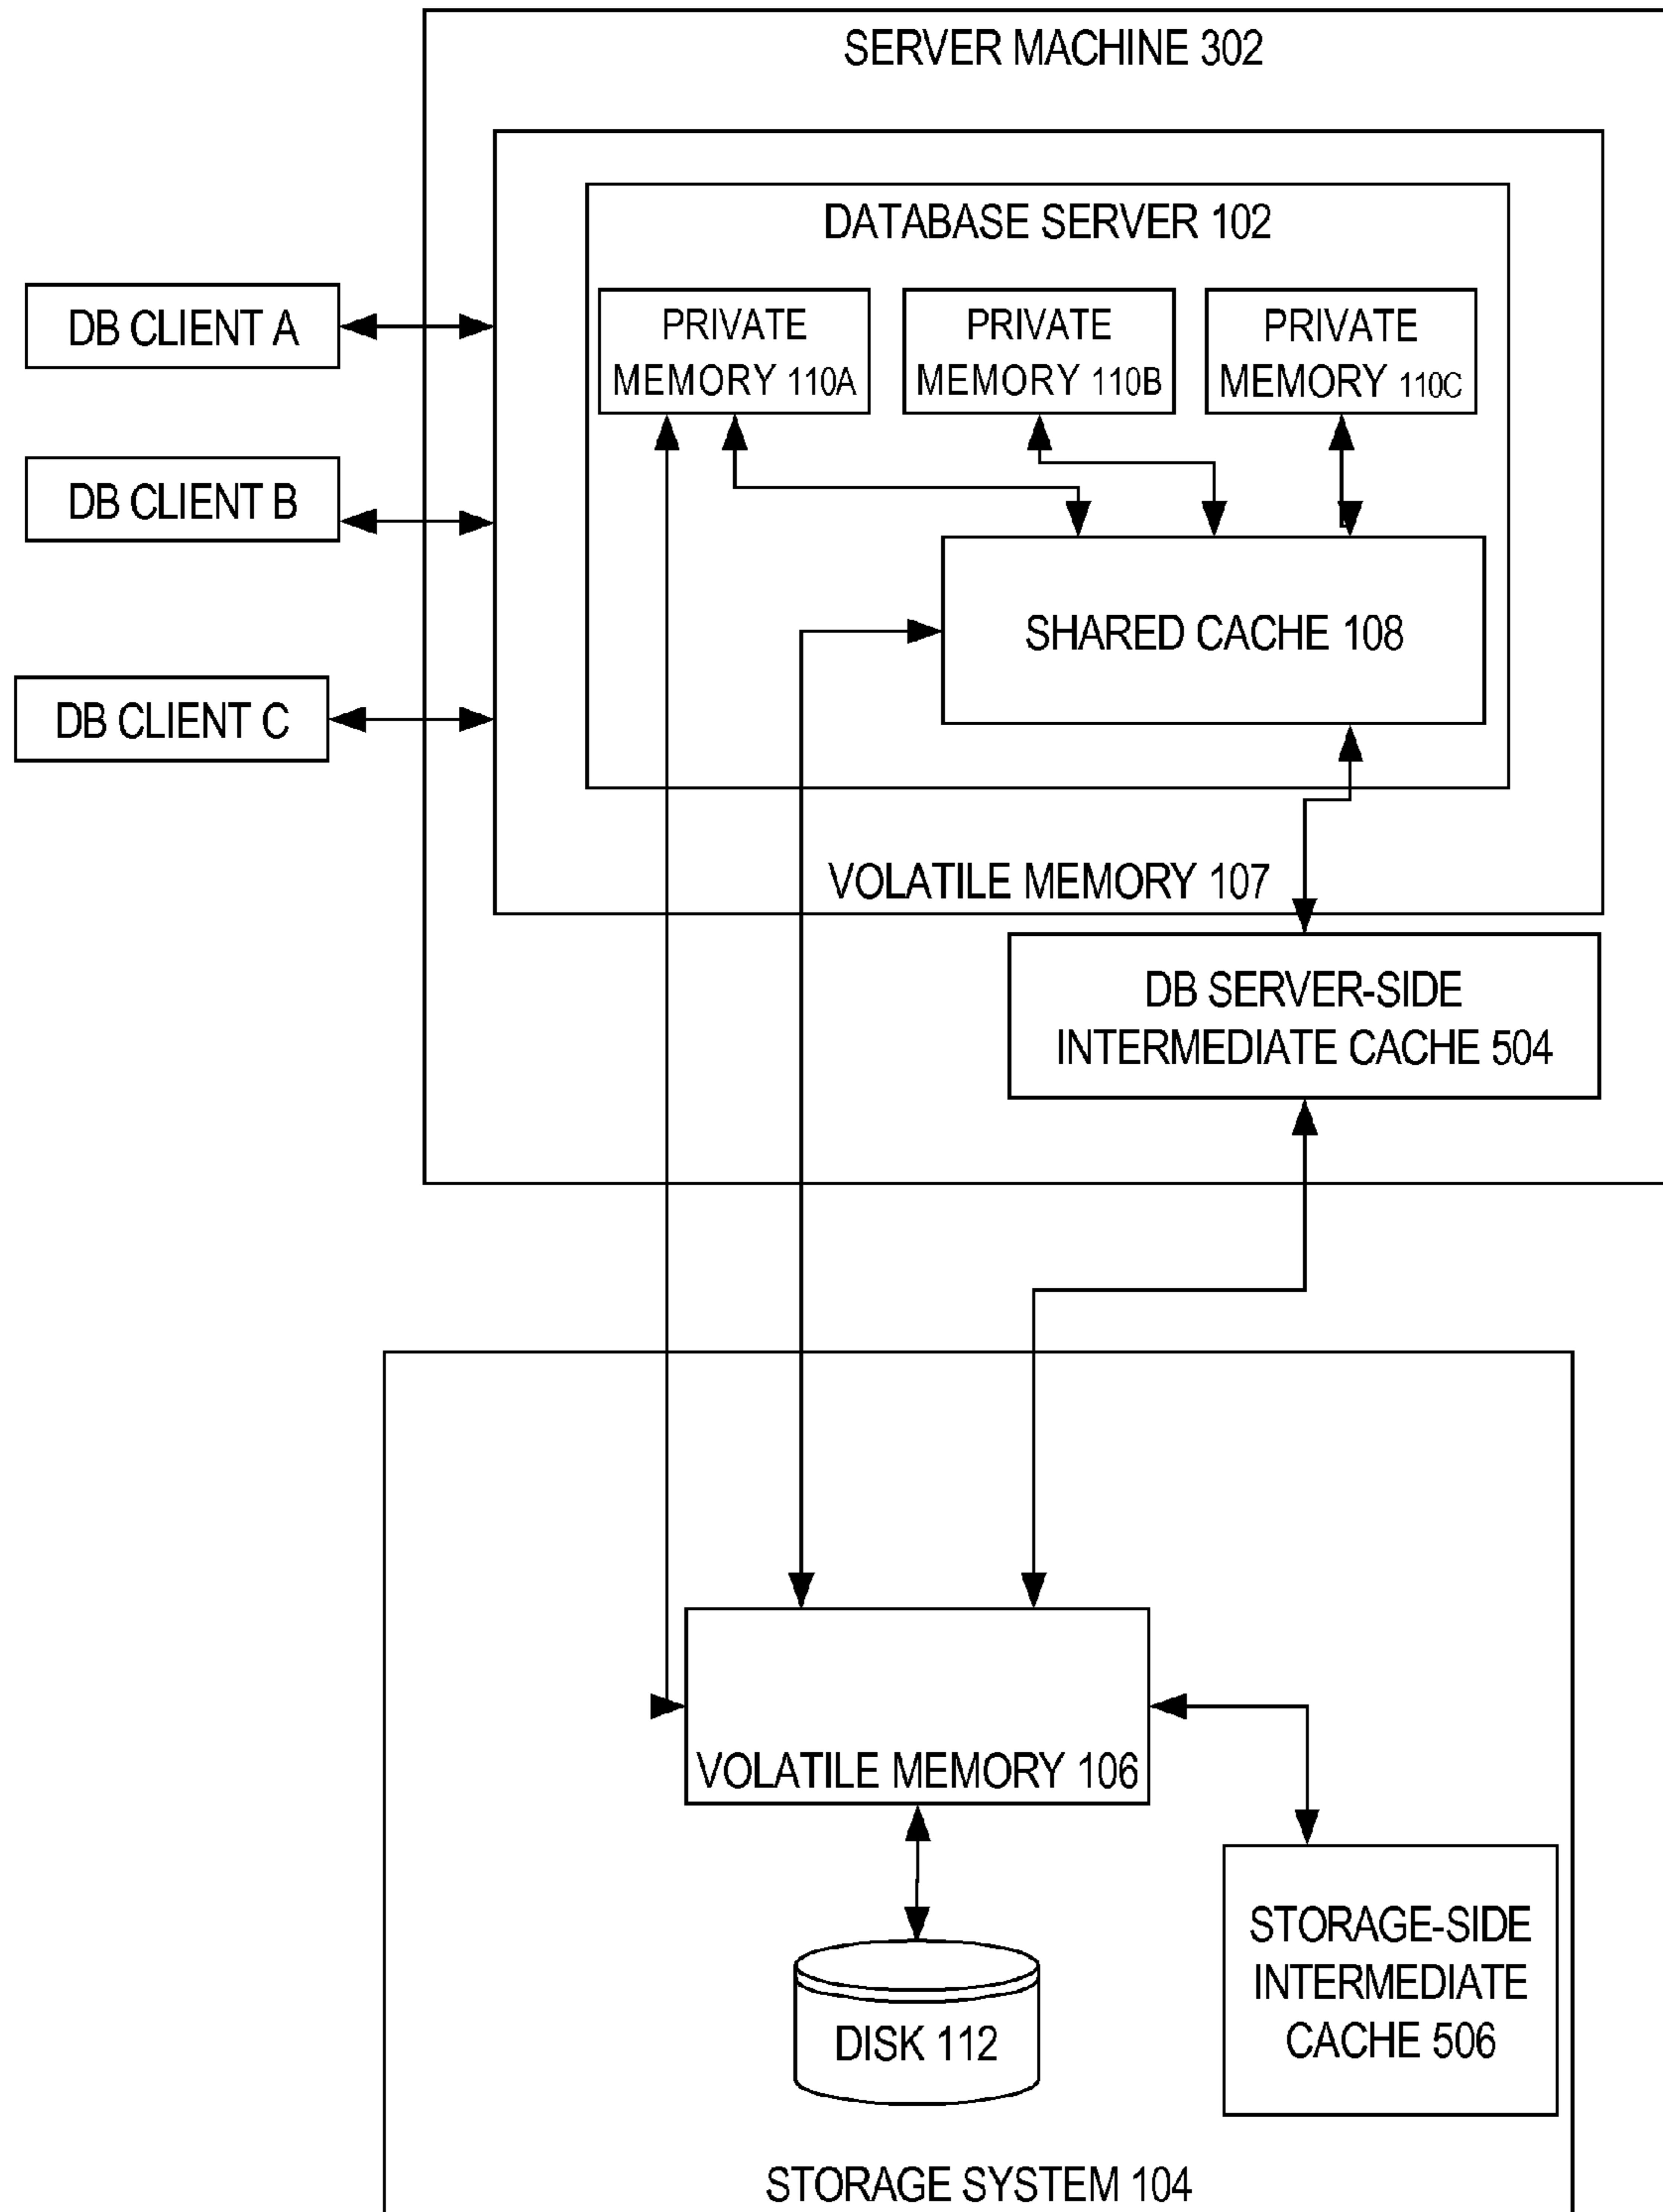 SERVER MACHINE 302
DATABASE SERVER 102
DB CLIENT A
PRIVATE
MEMORY 110A
PRIVATE
MEMORY 110B
PRIVATE
MEMORY 110C
DB CLIENT B
SHARED CACHE 108
DB CLIENT C
VOLATILE MEMORY 107
DB SERVER-SIDE
INTERMEDIATE CACHE 504
VOLATILE MEMORY 106
DISK 112
STORAGE-SIDE
INTERMEDIATE
CACHE 506
STORAGE SYSTEM 104